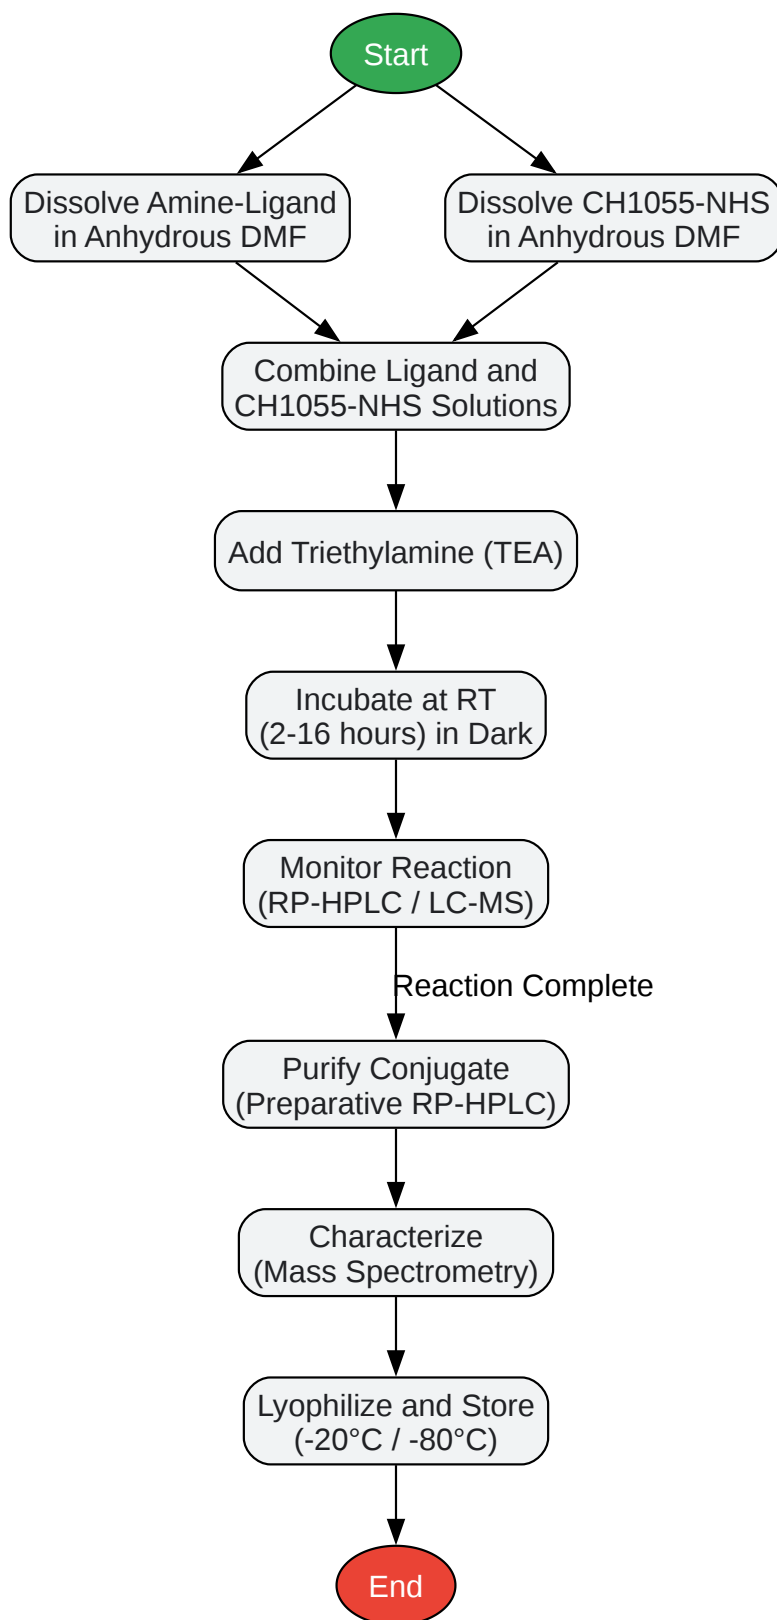 Start
Dissolve Amine-Ligand
in Anhydrous DMF
Dissolve CH1055-NHS
in Anhydrous DMF
Combine Ligand and
CH1055-NHS Solutions
Add Triethylamine (TEA)
Incubate at RT
(2-16 hours) in Dark
Monitor Reaction
(RP-HPLC / LC-MS)
Reaction Complete
Purify Conjugate
(Preparative RP-HPLC)
Characterize
(Mass Spectrometry)
Lyophilize and Store
(-20°C / -80°C)
End